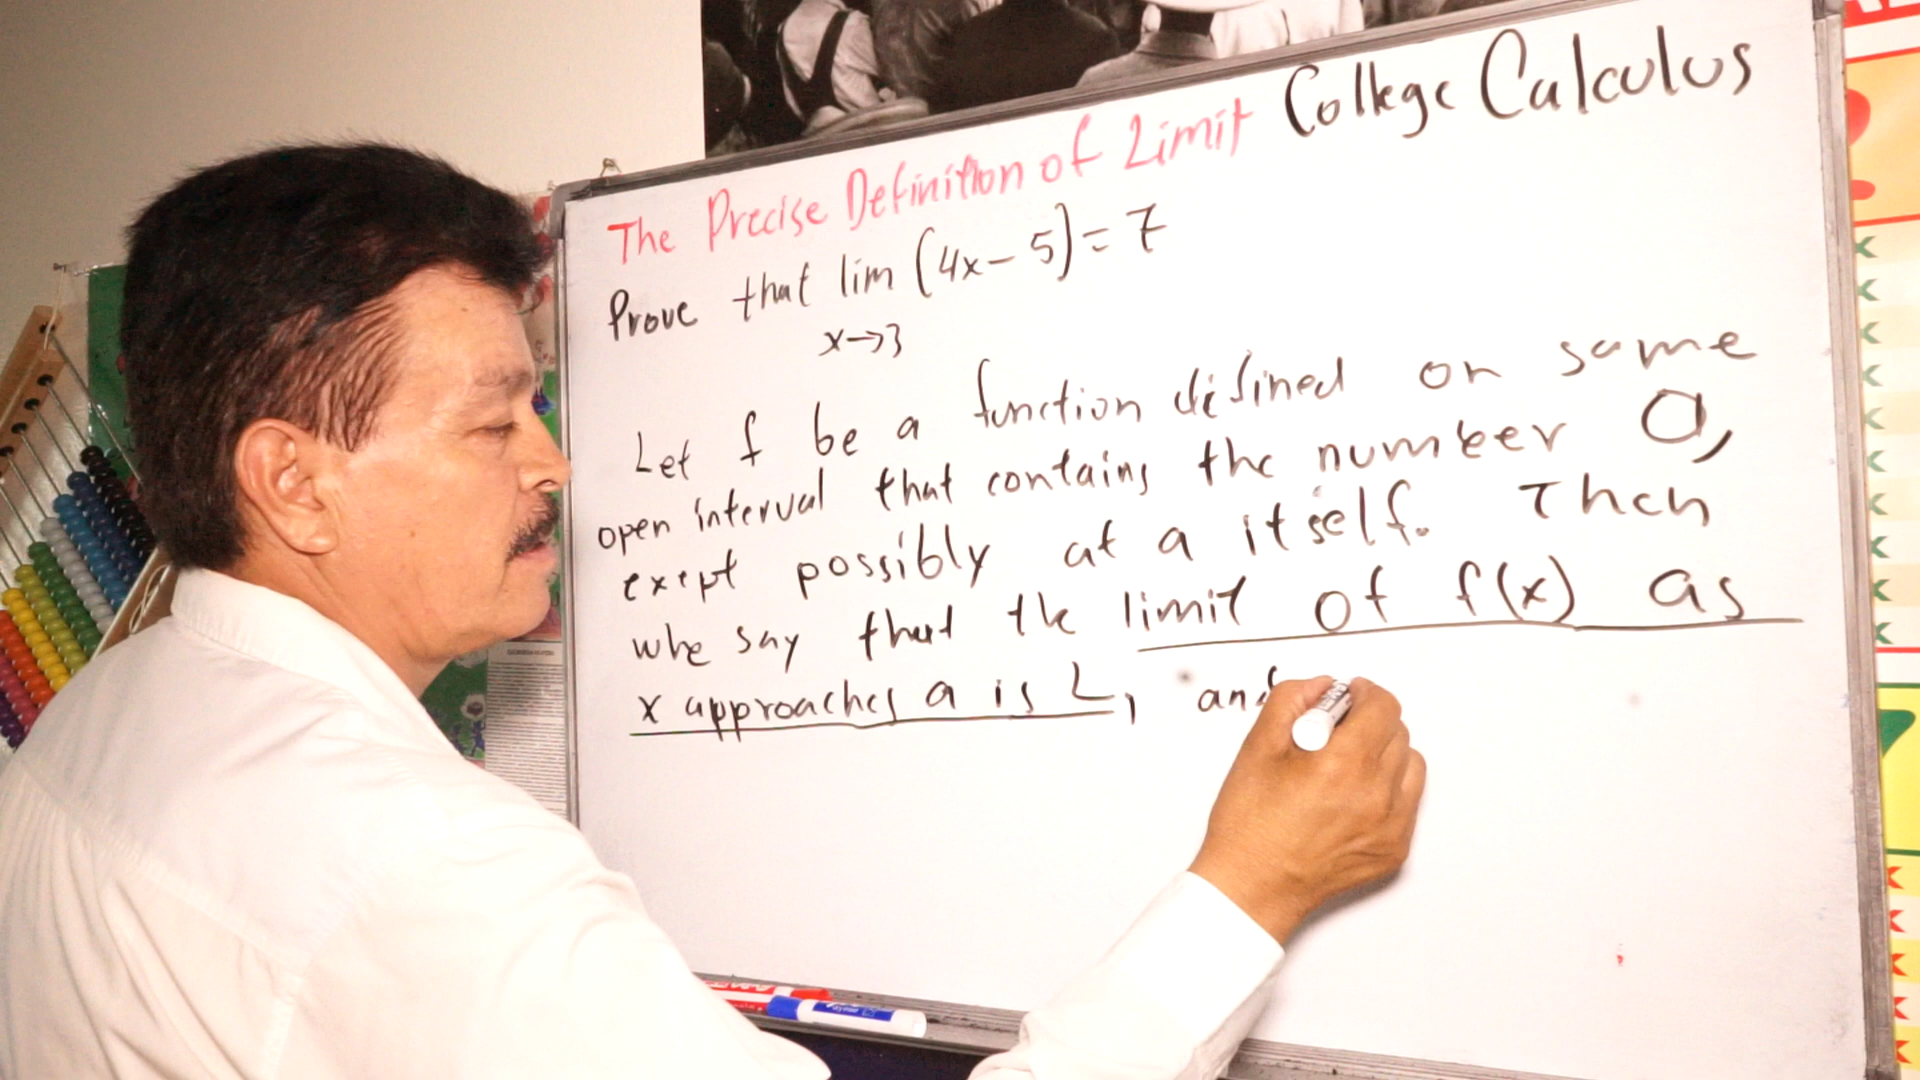 The Precise Definition of Limit College Calculus
Prove that lim (4x-5)=7
x→3
Let f be a function defined on some
open interval that contains the number a,
exept possibly at a itself. Then
whe say that the limit of f(x) as
x approaches a is L, and